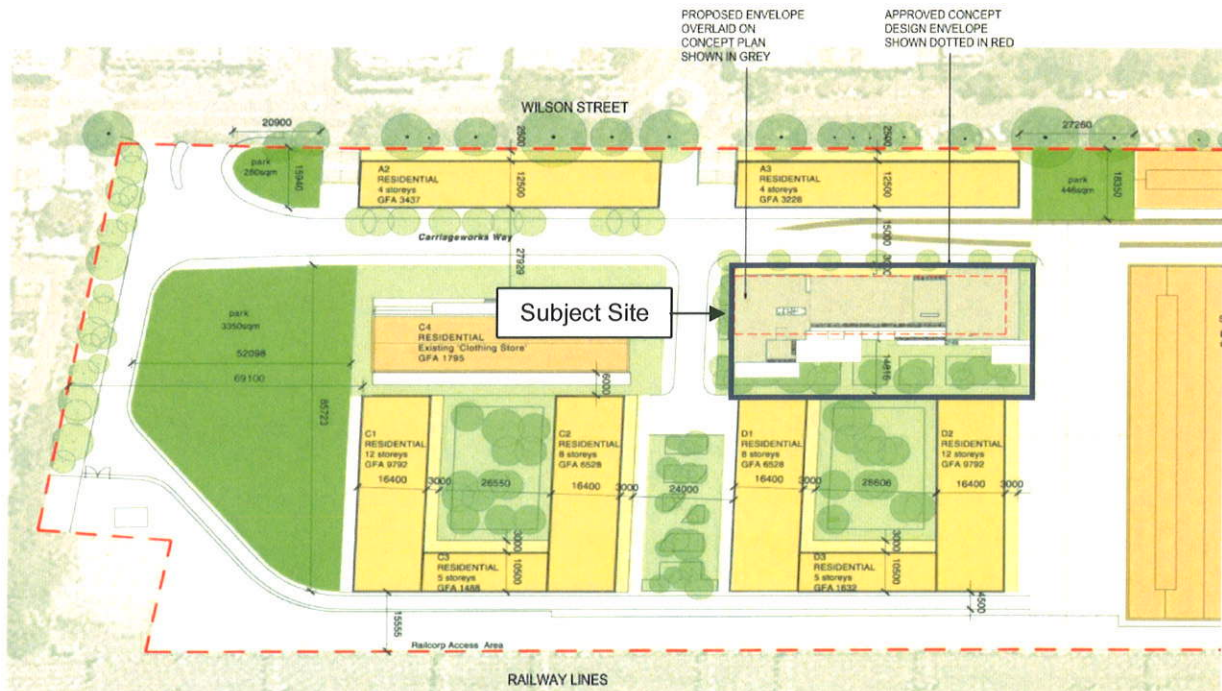 PROPOSED ENVELOPE
OVERLAID ON
CONCEPT PLAN
SHOWN IN GREY
APPROVED CONCEPT
DESIGN ENVELOPE
SHOWN DOTTED IN RED
WILSON STREET
20900
2500
2500
27260
park
280sqm
15940
A2
RESIDENTIAL
4 storeys
GFA 3437
12500
A3
RESIDENTIAL
4 storeys
GFA 3228
12500
park
446sqm
18350
Carriageworks Way
27929
15000
3000
Subject Site
park
3350sqm
52098
69100
85723
C4
RESIDENTIAL
Existing 'Clothing Store'
GFA 1795
6000
14816
C1
RESIDENTIAL
12 storeys
GFA 9792
16400
3000
26550
C2
RESIDENTIAL
8 storeys
GFA 6528
16400
3000
24000
D1
RESIDENTIAL
8 storeys
GFA 6528
16400
3000
28606
D2
RESIDENTIAL
12 storeys
GFA 9792
16400
3000
3000
3000
C3
RESIDENTIAL
5 storeys
GFA 1488
10500
D3
RESIDENTIAL
5 storeys
GFA 1632
10500
4500
15555
Railcorp Access Area
RAILWAY LINES